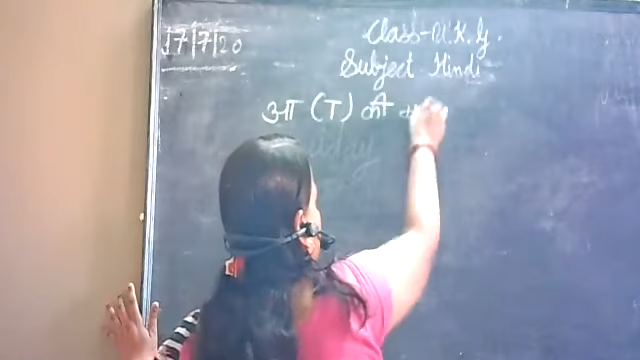 17/7/20
Class-U.K.G.
Subject Hindi
आ (ा) की